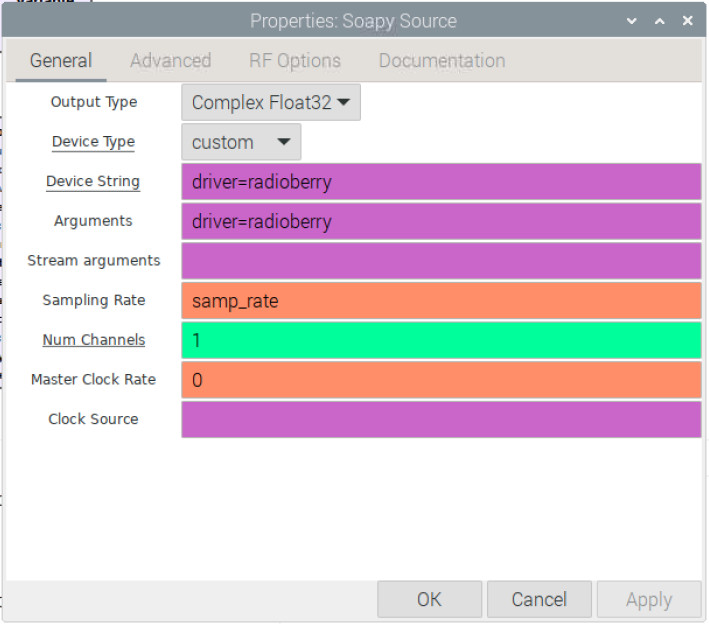 Properties: Soapy Source
General Advanced RF Options Documentation
Output Type Complex Float32
Device Type custom
Device String driver=radioberry
Arguments driver=radioberry
Stream arguments
Sampling Rate samp_rate
Num Channels 1
Master Clock Rate 0
Clock Source
OK Cancel Apply